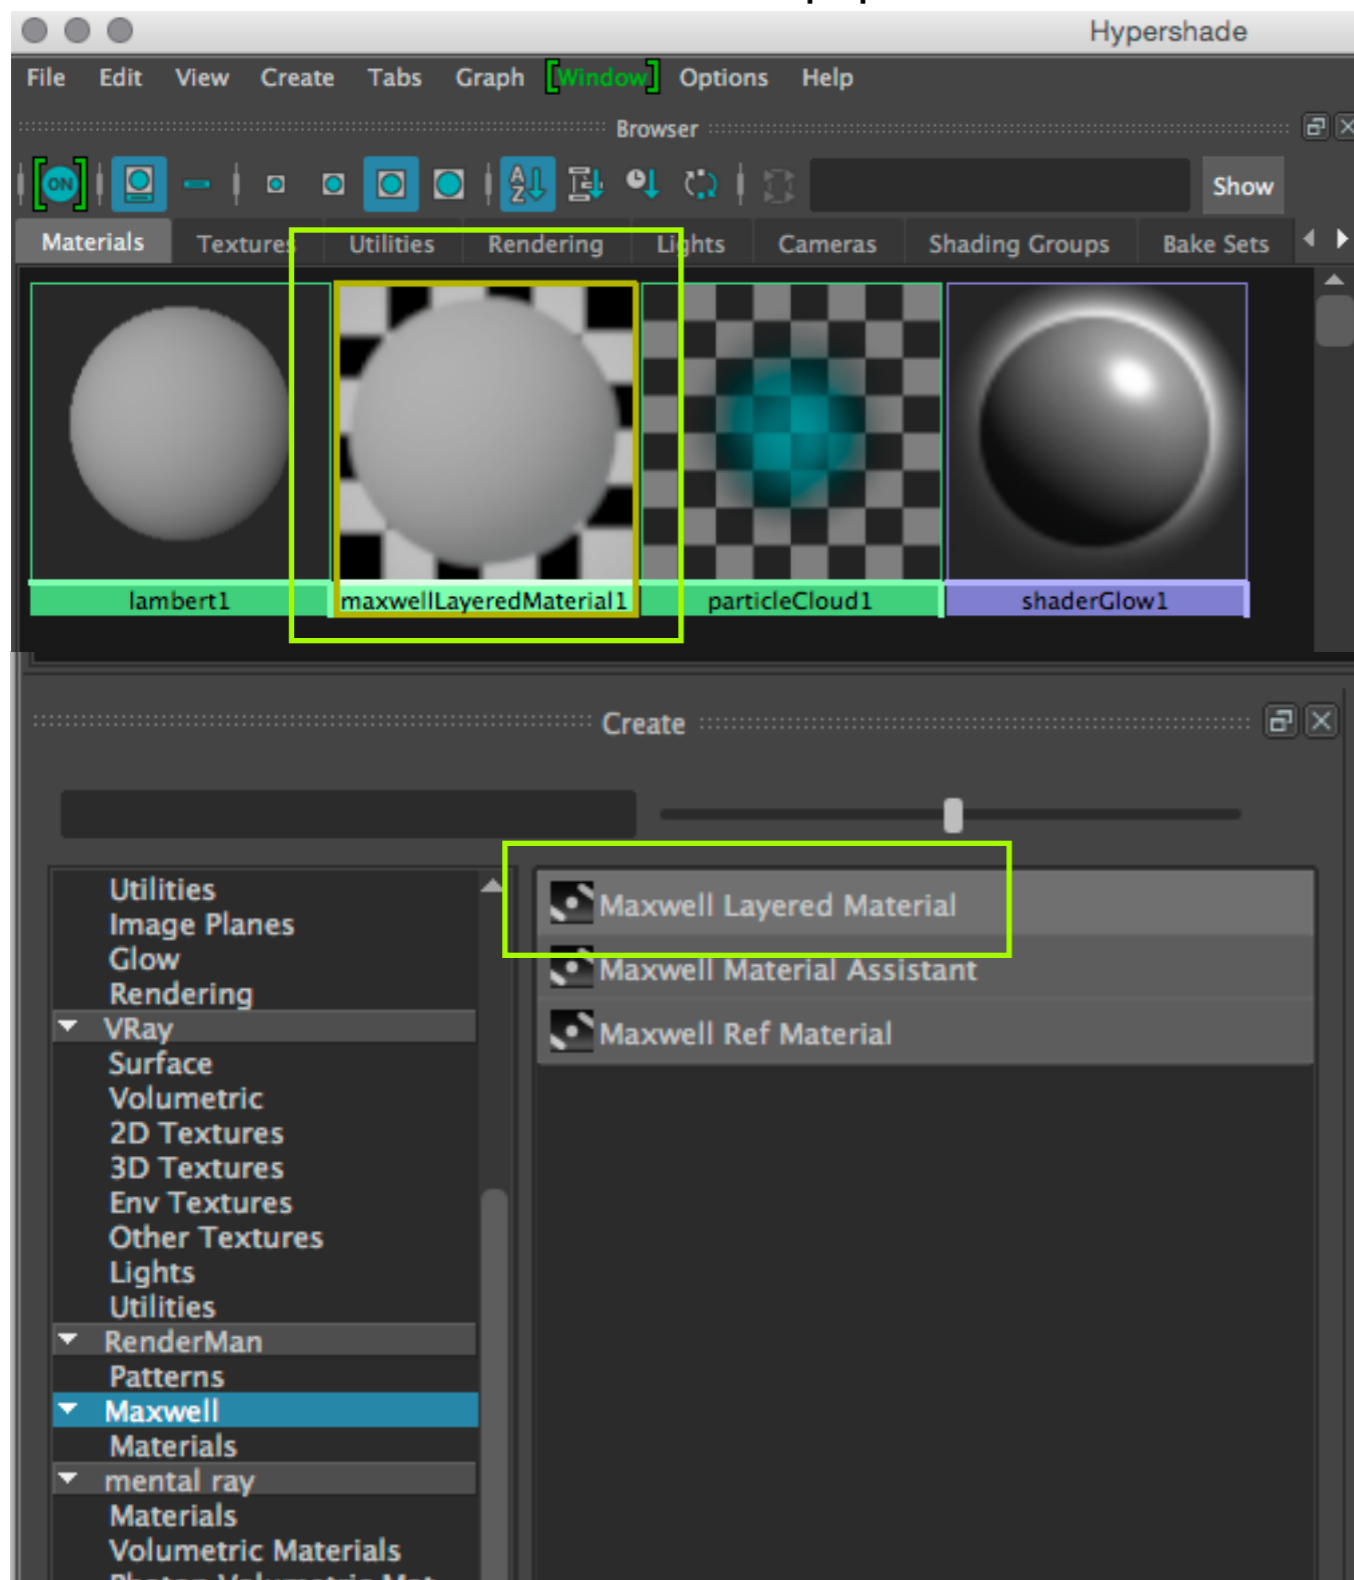 Hypershade
File Edit View Create Tabs Graph [Window] Options Help
Browser
ON AZ Show
Materials Textures Utilities Rendering Lights Cameras Shading Groups Bake Sets
lambert1 maxwellLayeredMaterial1 particleCloud1 shaderGlow1
Create
Utilities
Image Planes
Glow
Rendering
VRay
Surface
Volumetric
2D Textures
3D Textures
Env Textures
Other Textures
Lights
Utilities
RenderMan
Patterns
Maxwell
Materials
mental ray
Materials
Volumetric Materials
Maxwell Layered Material
Maxwell Material Assistant
Maxwell Ref Material